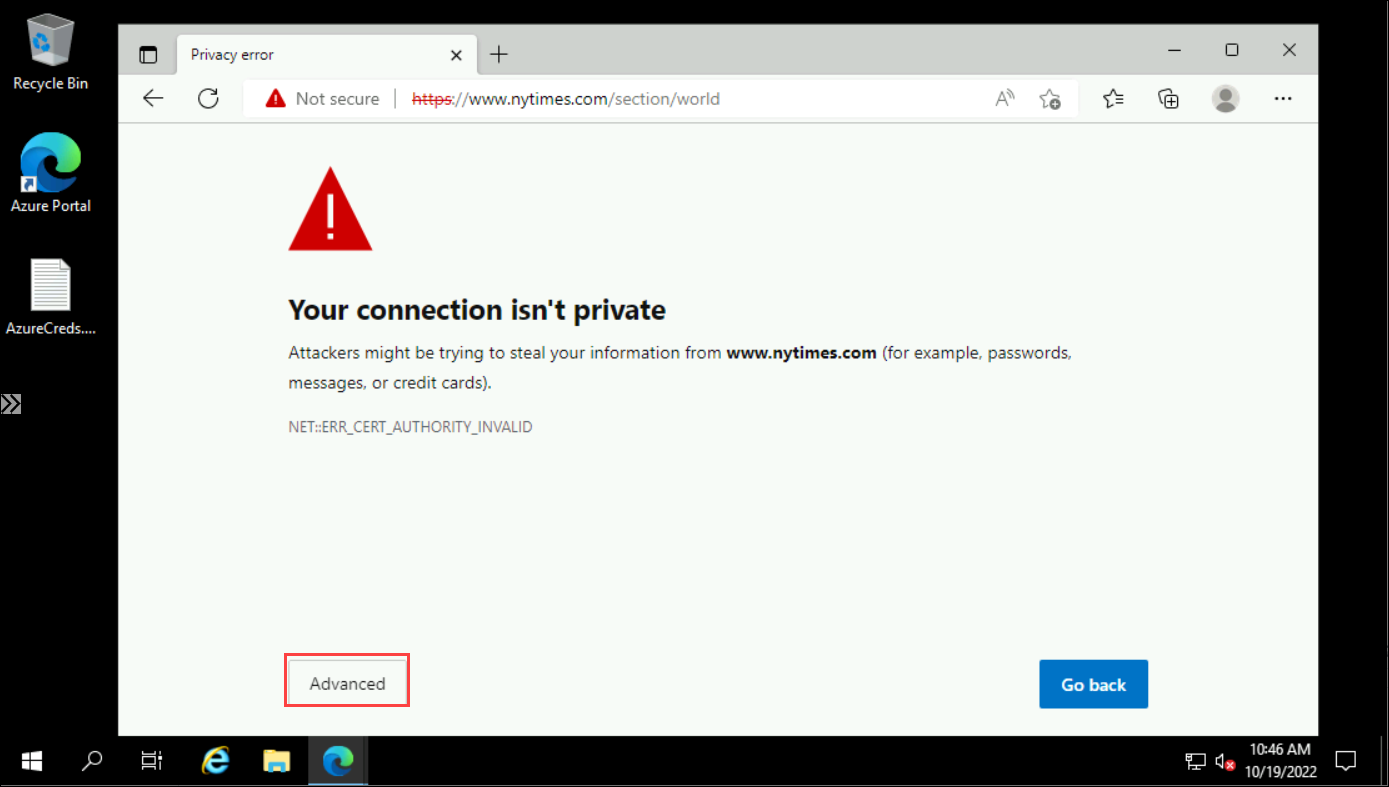 Recycle Bin
Azure Portal
AzureCreds....
Privacy error
Not secure
https://www.nytimes.com/section/world
A
Your connection isn't private
Attackers might be trying to steal your information from www.nytimes.com (for example, passwords,
messages, or credit cards).
NET::ERR_CERT_AUTHORITY_INVALID
Advanced
Go back
10:46 AM
10/19/2022